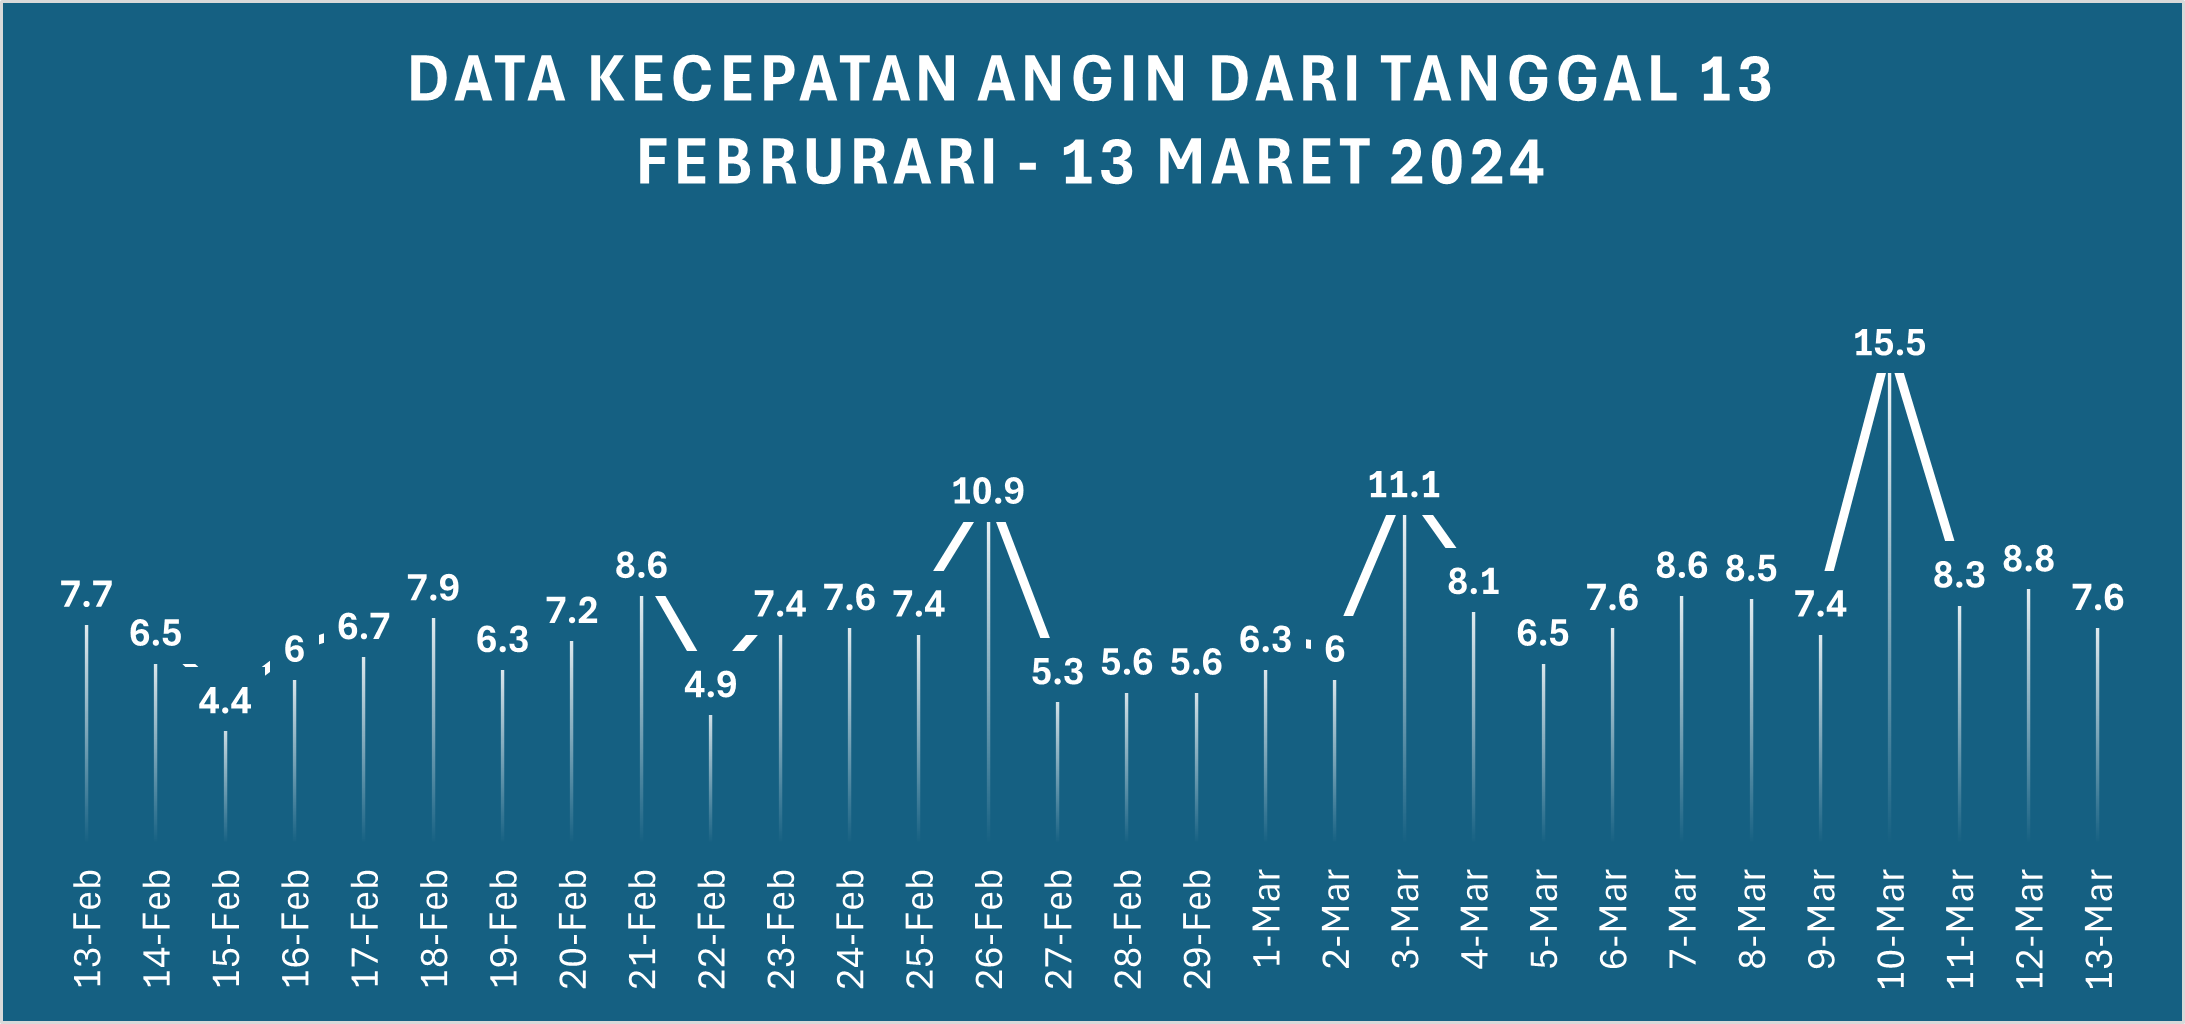 DATA KECEPATAN ANGIN DARI TANGGAL 13
FEBRURARI - 13 MARET 2024
7.7 6.5 4.4 6 6.7 7.9 6.3 7.2 8.6 4.9 7.4 7.6 7.4 10.9 5.3 5.6 5.6 6.3 6 11.1 8.1 6.5 7.6 8.6 8.5 7.4 15.5 8.3 8.8 7.6
13-Feb 14-Feb 15-Feb 16-Feb 17-Feb 18-Feb 19-Feb 20-Feb 21-Feb 22-Feb 23-Feb 24-Feb 25-Feb 26-Feb 27-Feb 28-Feb 29-Feb 1-Mar 2-Mar 3-Mar 4-Mar 5-Mar 6-Mar 7-Mar 8-Mar 9-Mar 10-Mar 11-Mar 12-Mar 13-Mar